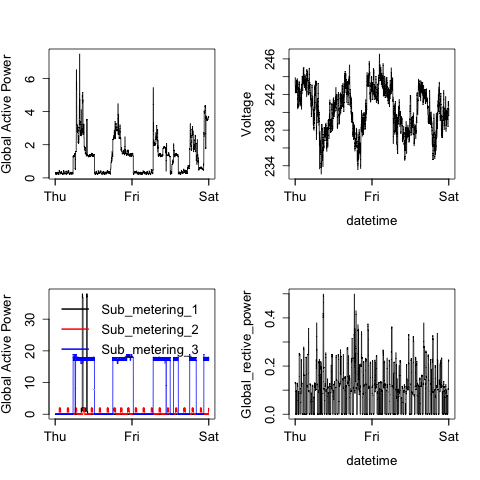 Global Active Power
6
4
2
0
Thu
Fri
Sat
Voltage
246
242
238
234
Thu
Fri
Sat
datetime
Global Active Power
30
20
10
0
Sub_metering_1
Sub_metering_2
Sub_metering_3
Thu
Fri
Sat
Global_rective_power
0.4
0.2
0.0
Thu
Fri
Sat
datetime